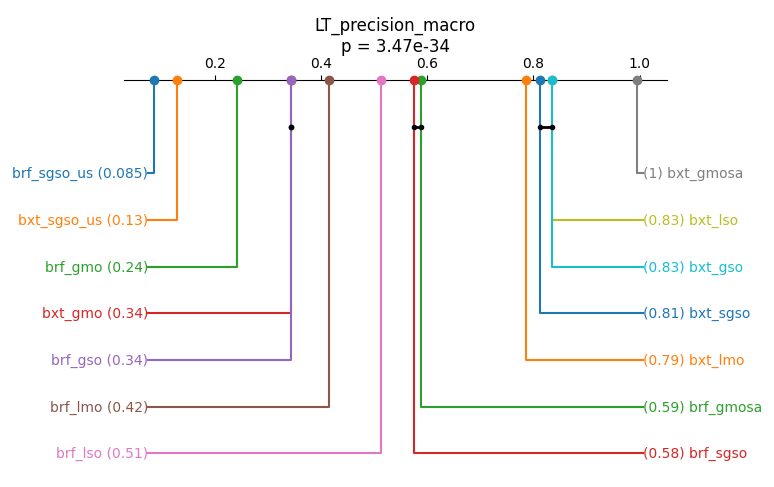 LT_precision_macro
p = 3.47e-34
0.2 0.4 0.6 0.8 1.0
brf_sgso_us (0.085) (1) bxt_gmosa
bxt_sgso_us (0.13) (0.83) bxt_lso
brf_gmo (0.24) (0.83) bxt_gso
bxt_gmo (0.34) (0.81) bxt_sgso
brf_gso (0.34) (0.79) bxt_lmo
brf_lmo (0.42) (0.59) brf_gmosa
brf_lso (0.51) (0.58) brf_sgso